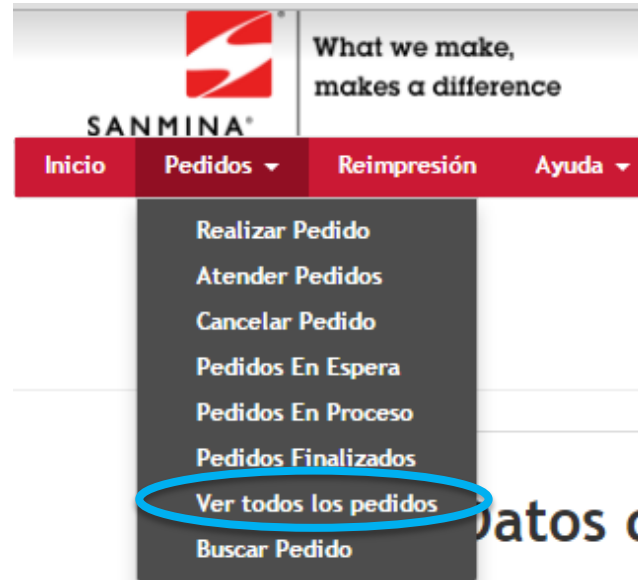 What we make,
makes a difference
SANMINA®
Inicio Pedidos Reimpresión Ayuda
Realizar Pedido
Atender Pedidos
Cancelar Pedido
Pedidos En Espera
Pedidos En Proceso
Pedidos Finalizados
Ver todos los pedidos
Datos
Buscar Pedido